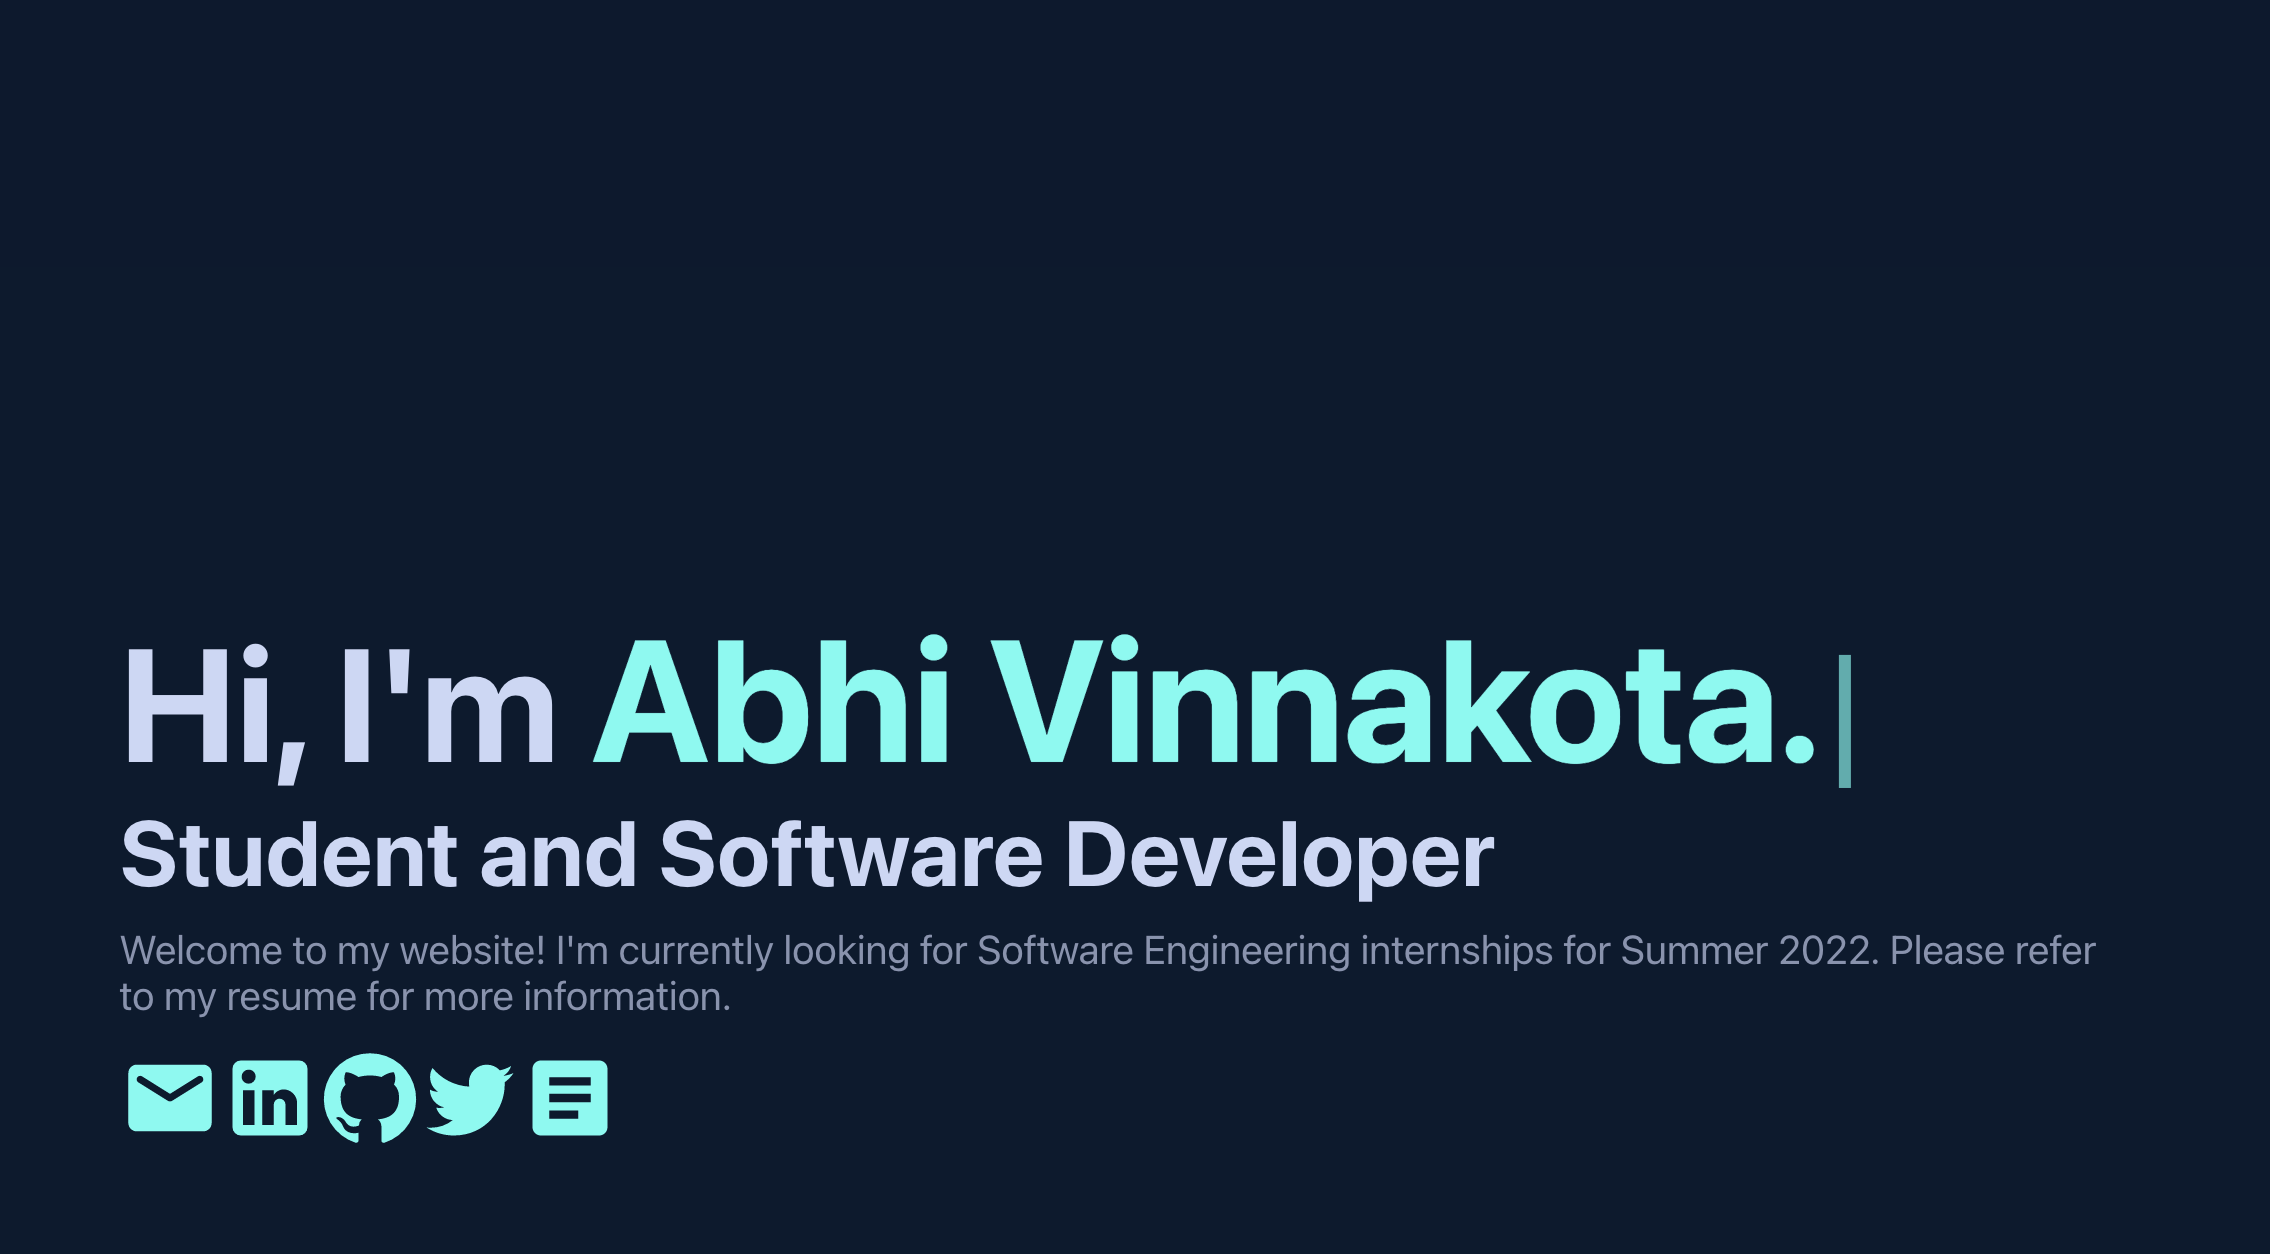 Hi, I'm Abhi Vinnakota.
Student and Software Developer
Welcome to my website! I'm currently looking for Software Engineering internships for Summer 2022. Please refer
to my resume for more information.
in